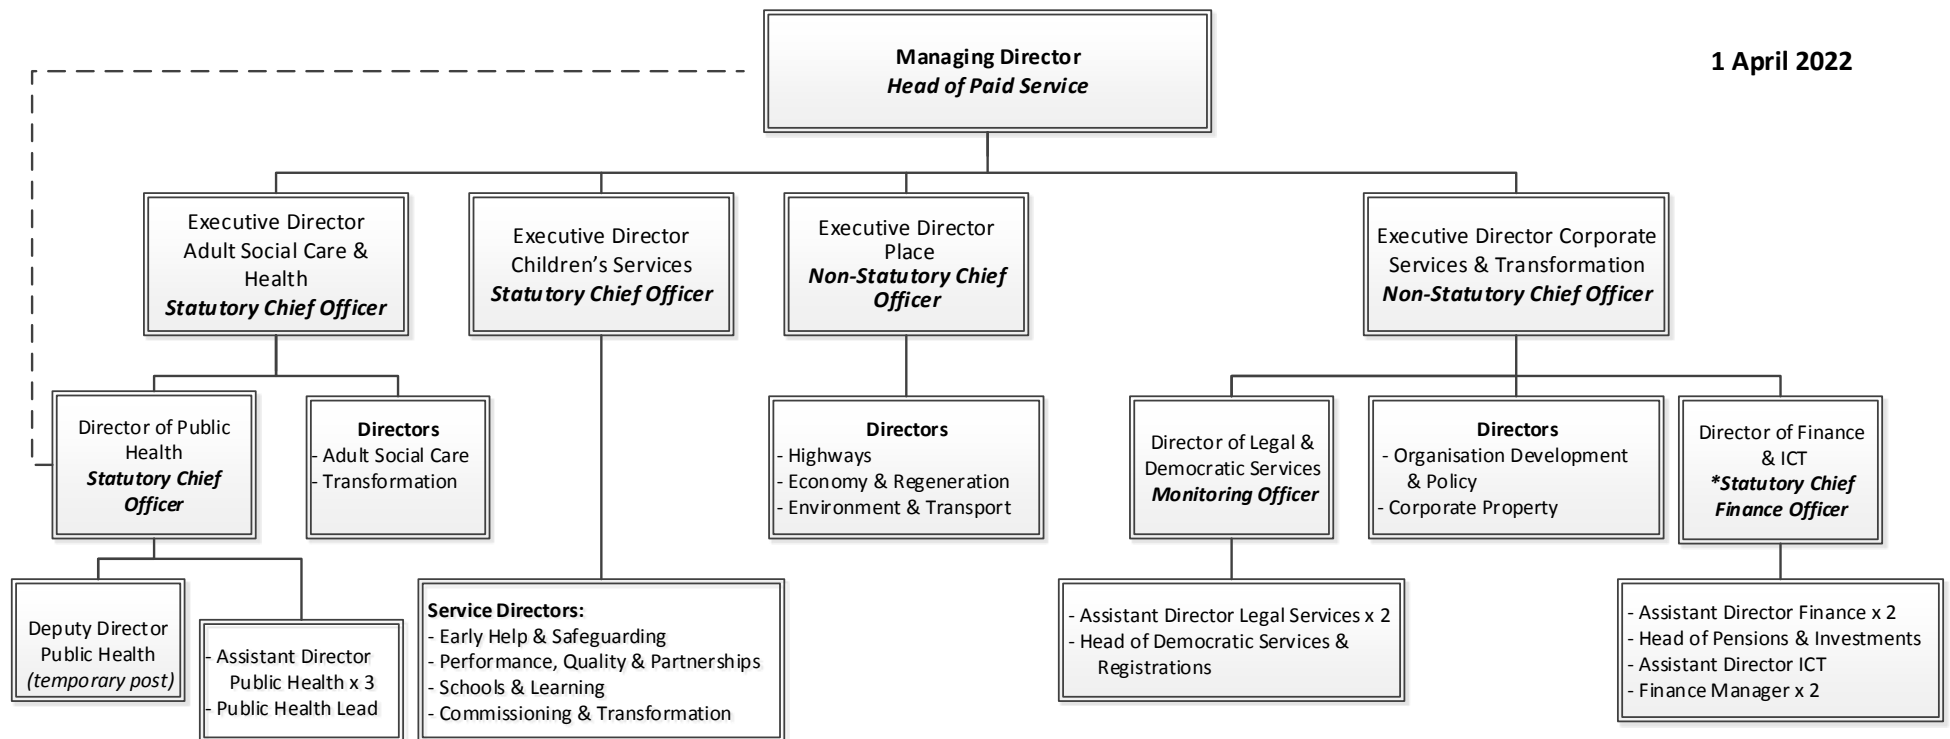 Managing Director
Head of Paid Service
1 April 2022
Executive Director
Adult Social Care &
Health
Statutory Chief Officer
Executive Director
Children’s Services
Statutory Chief Officer
Executive Director
Place
Non-Statutory Chief
Officer
Executive Director Corporate
Services & Transformation
Non-Statutory Chief Officer
Director of Public
Health
Statutory Chief
Officer
Directors
- Adult Social Care
- Transformation
Directors
- Highways
- Economy & Regeneration
- Environment & Transport
Director of Legal &
Democratic Services
Monitoring Officer
Directors
- Organisation Development
& Policy
- Corporate Property
Director of Finance
& ICT
*Statutory Chief
Finance Officer
Deputy Director
Public Health
(temporary post)
- Assistant Director
Public Health x 3
- Public Health Lead
Service Directors:
- Early Help & Safeguarding
- Performance, Quality & Partnerships
- Schools & Learning
- Commissioning & Transformation
- Assistant Director Legal Services x 2
- Head of Democratic Services &
Registrations
- Assistant Director Finance x 2
- Head of Pensions & Investments
- Assistant Director ICT
- Finance Manager x 2